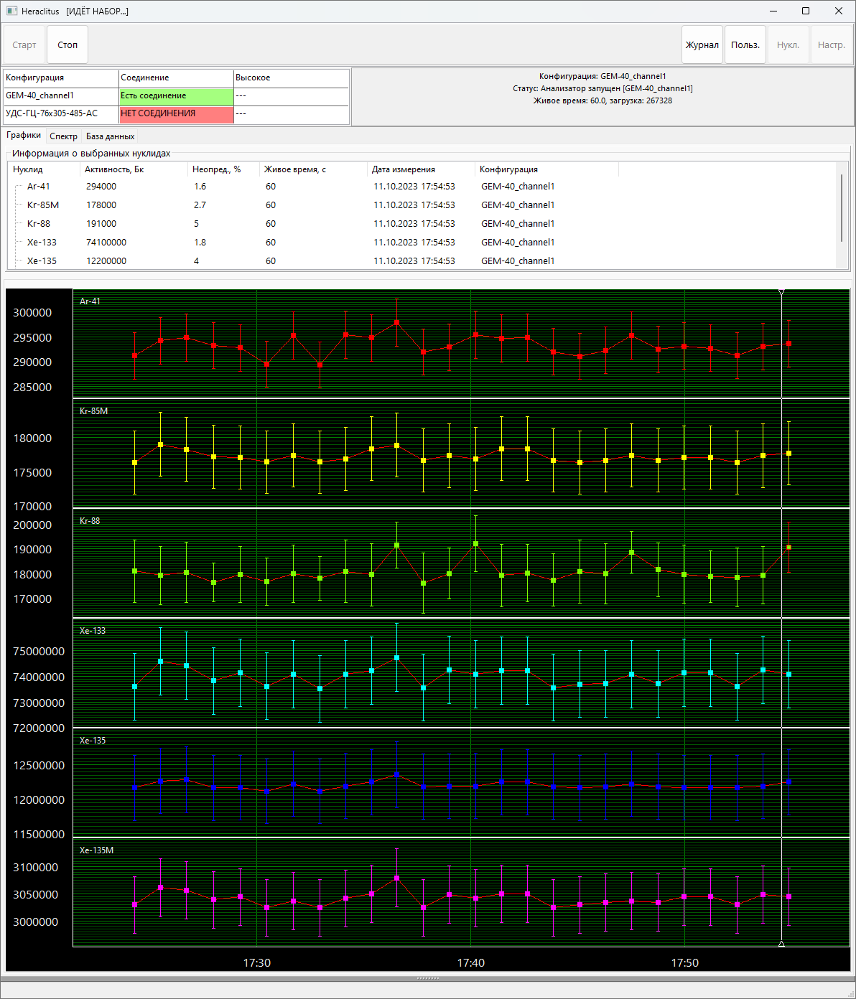 Heraclitus [ИДЁТ НАБОР...]
Старт Стоп Журнал Польз. Нукл. Настр.
Конфигурация Соединение Высокое
GEM-40_channel1 Есть соединение ---
УДС-ГЦ-76x305-485-АС НЕТ СОЕДИНЕНИЯ ---
Конфигурация: GEM-40_channel1
Статус: Анализатор запущен [GEM-40_channel1]
Живое время: 60.0, загрузка: 267328
Графики Спектр База данных
Информация о выбранных нуклидах
Нуклид Активность, Бк Неопред., % Живое время, с Дата измерения Конфигурация
Ar-41 294000 1.6 60 11.10.2023 17:54:53 GEM-40_channel1
Kr-85M 178000 2.7 60 11.10.2023 17:54:53 GEM-40_channel1
Kr-88 191000 5 60 11.10.2023 17:54:53 GEM-40_channel1
Xe-133 74100000 1.8 60 11.10.2023 17:54:53 GEM-40_channel1
Xe-135 12200000 4 60 11.10.2023 17:54:53 GEM-40_channel1
Ar-41
300000
295000
290000
285000
Kr-85M
180000
175000
170000
Kr-88
200000
190000
180000
170000
Xe-133
75000000
74000000
73000000
72000000
Xe-135
12500000
12000000
11500000
Xe-135M
3100000
3050000
3000000
17:30 17:40 17:50